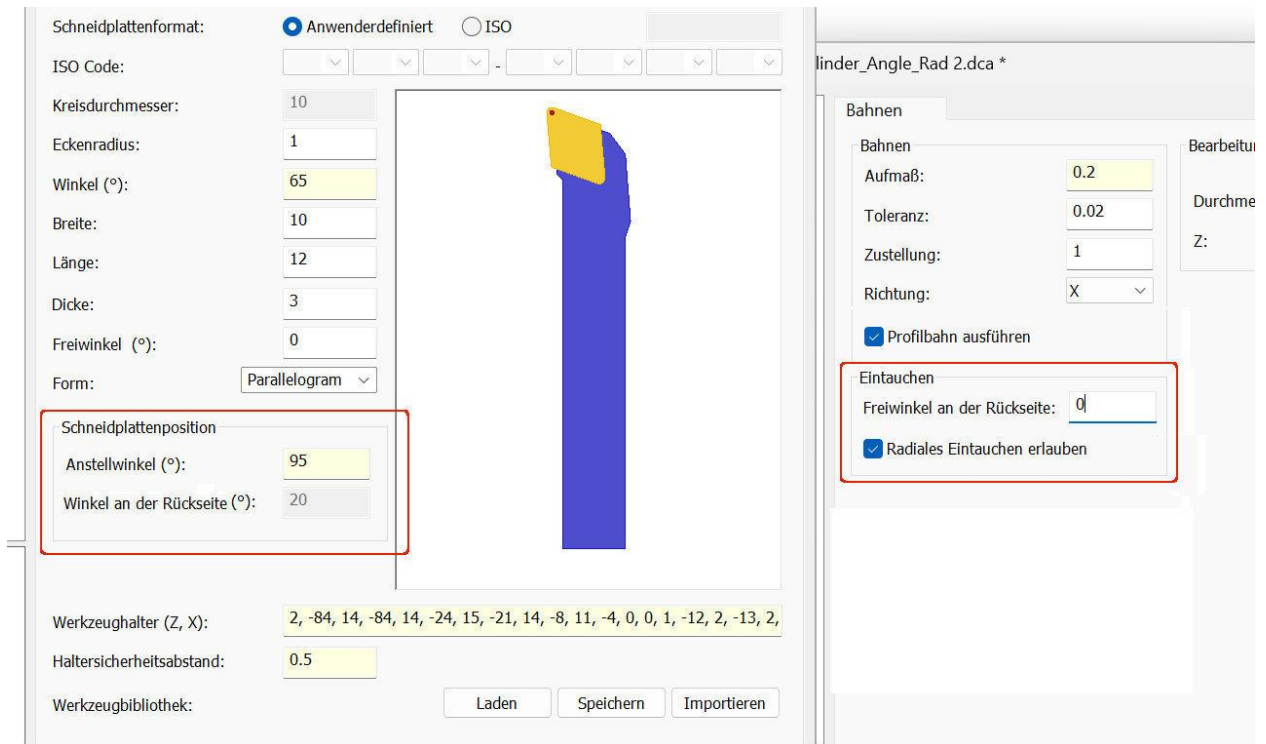 Schneidplattenformat: Anwenderdefiniert ISO
ISO Code: -
Kreisdurchmesser: 10
Eckenradius: 1
Winkel (°): 65
Breite: 10
Länge: 12
Dicke: 3
Freiwinkel (°): 0
Form: Parallelogram
Schneidplattenposition
Anstellwinkel (°): 95
Winkel an der Rückseite (°): 20
Werkzeughalter (Z, X): 2, -84, 14, -84, 14, -24, 15, -21, 14, -8, 11, -4, 0, 0, 1, -12, 2, -13, 2,
Haltersicherheitsabstand: 0.5
Werkzeugbibliothek: Laden Speichern Importieren
linder_Angle_Rad 2.dca *
Bahnen
Bahnen
Aufmaß: 0.2
Toleranz: 0.02
Zustellung: 1
Richtung: X
Profilbahn ausführen
Eintauchen
Freiwinkel an der Rückseite: 0
Radiales Eintauchen erlauben
Bearbeitu
Durchme
Z: